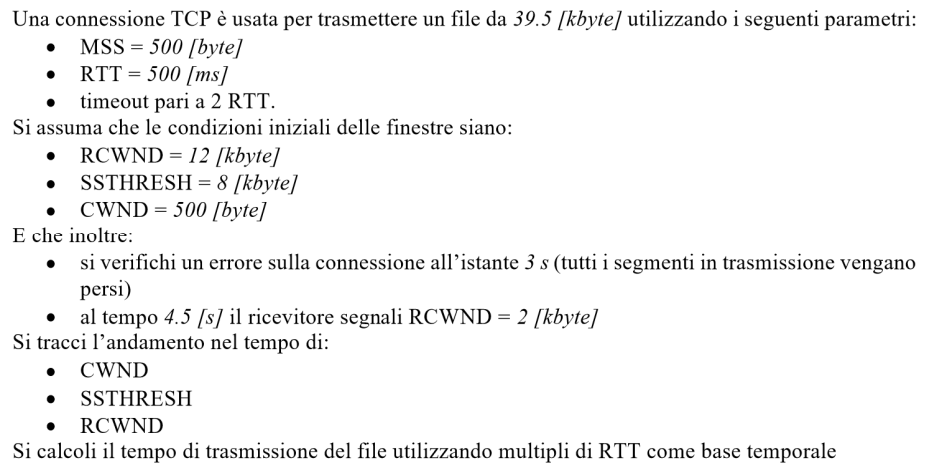 Una connessione TCP è usata per trasmettere un file da 39.5 [kbyte] utilizzando i seguenti parametri:
• MSS = 500 [byte]
• RTT = 500 [ms]
• timeout pari a 2 RTT.
Si assuma che le condizioni iniziali delle finestre siano:
• RCWND = 12 [kbyte]
• SSTHRESH = 8 [kbyte]
• CWND = 500 [byte]
E che inoltre:
• si verifichi un errore sulla connessione all’istante 3 s (tutti i segmenti in trasmissione vengano
persi)
• al tempo 4.5 [s] il ricevitore segnali RCWND = 2 [kbyte]
Si tracci l’andamento nel tempo di:
• CWND
• SSTHRESH
• RCWND
Si calcoli il tempo di trasmissione del file utilizzando multipli di RTT come base temporale